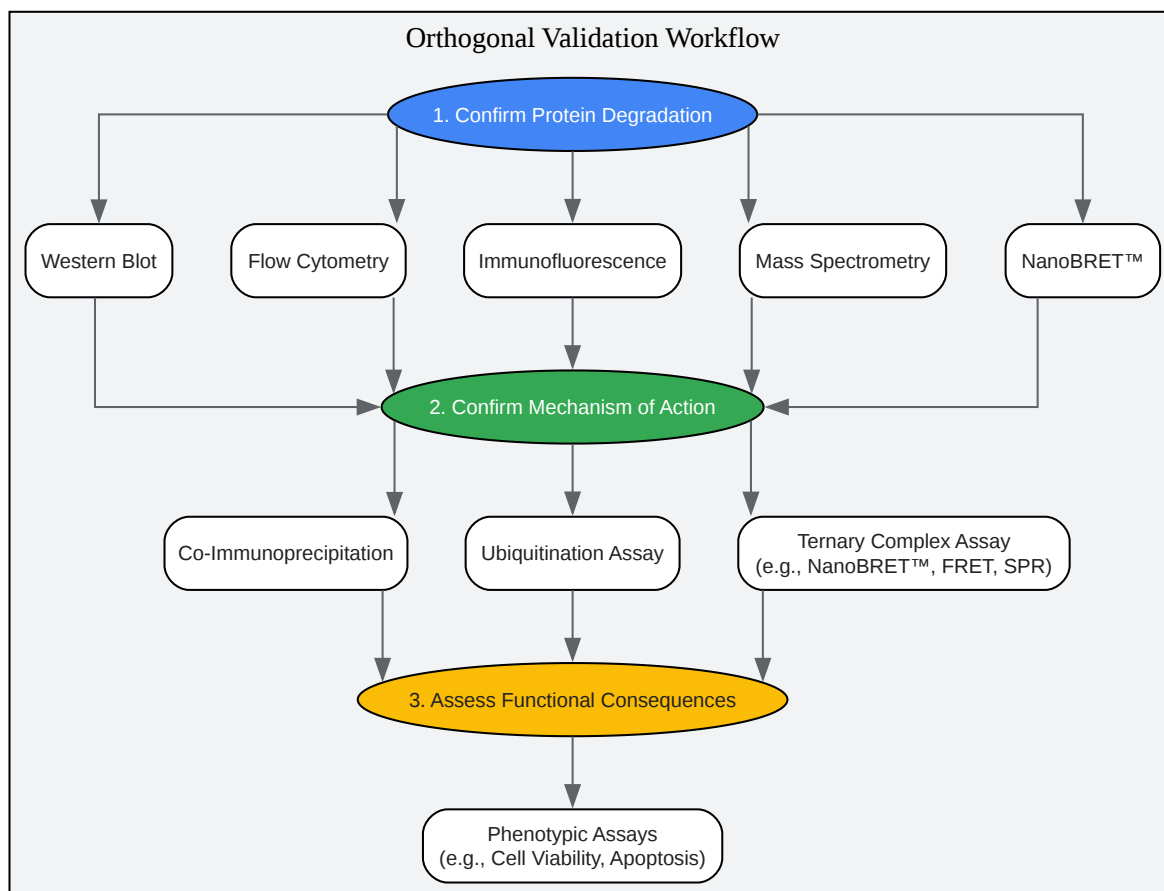 Orthogonal Validation Workflow
1. Confirm Protein Degradation
Western Blot
Flow Cytometry
Immunofluorescence
Mass Spectrometry
NanoBRET™
2. Confirm Mechanism of Action
Co-Immunoprecipitation
Ubiquitination Assay
Ternary Complex Assay
(e.g., NanoBRET™, FRET, SPR)
3. Assess Functional Consequences
Phenotypic Assays
(e.g., Cell Viability, Apoptosis)